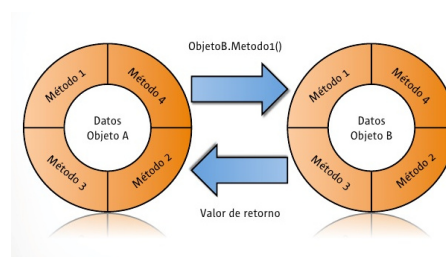 ObjetoB.Metodo1()
Método 1
Método 4
Datos
Objeto A
Método 3
Método 2
Método 1
Método 4
Datos
Objeto B
Método 3
Método 2
Valor de retorno